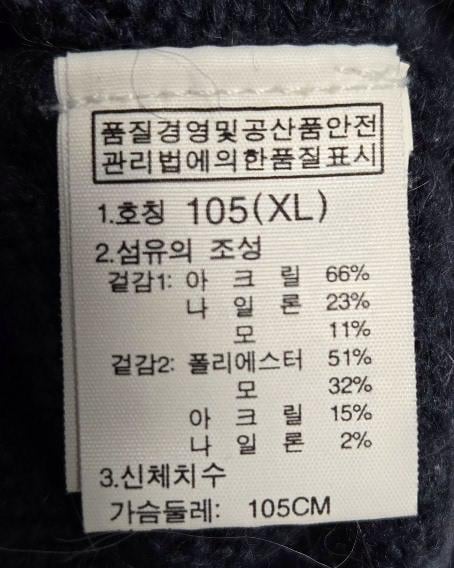 품질경영및공산품안전
관리법에의한품질표시
1.호칭 105(XL)
2.섬유의 조성
겉감1: 아 크 릴 66%
나 일 론 23%
모 11%
겉감2: 폴리에스터 51%
모 32%
아 크 릴 15%
나 일 론 2%
3.신체치수
가슴둘레: 105CM